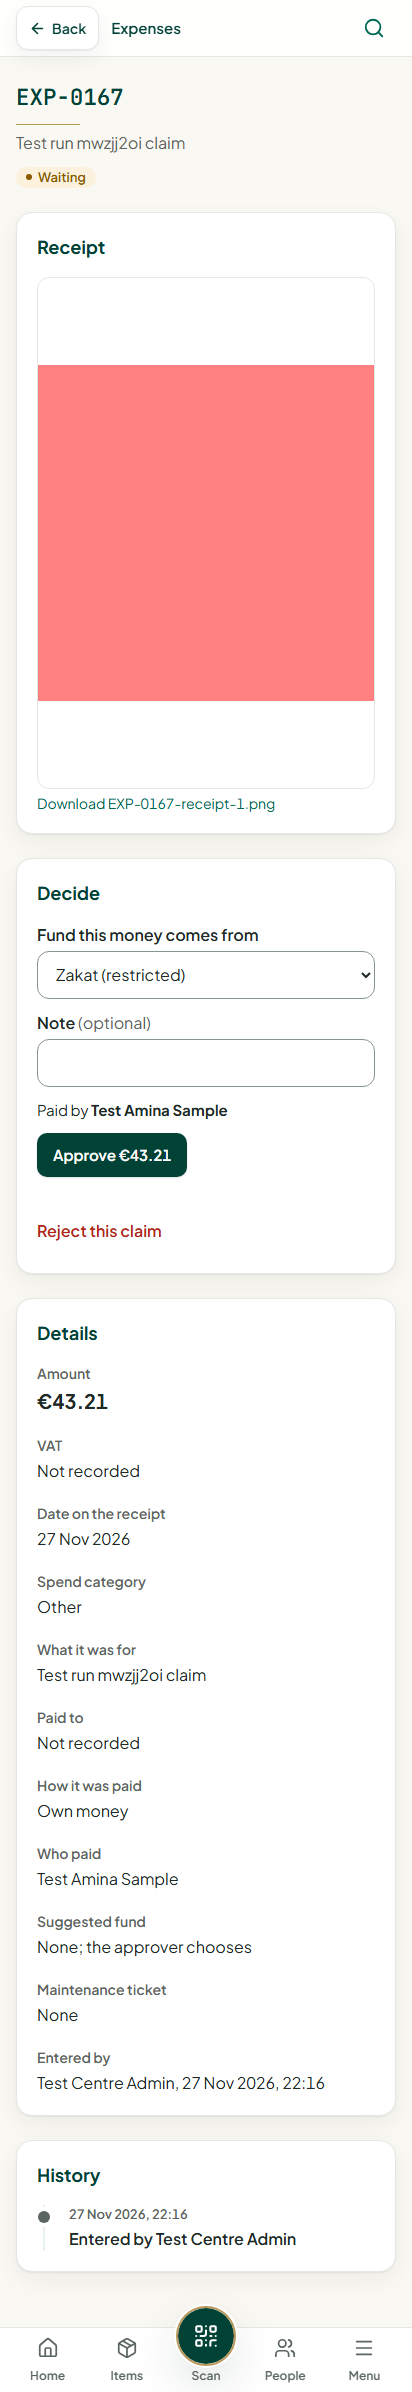 Back
Expenses
EXP-0167
Test run mwzjj2oi claim
Waiting
Receipt
Download EXP-0167-receipt-1.png
Decide
Fund this money comes from
Zakat (restricted)
Note (optional)
Paid by Test Amina Sample
Approve €43.21
Reject this claim
Details
Amount
€43.21
VAT
Not recorded
Date on the receipt
27 Nov 2026
Spend category
Other
What it was for
Test run mwzjj2oi claim
Paid to
Not recorded
How it was paid
Own money
Who paid
Test Amina Sample
Suggested fund
None; the approver chooses
Maintenance ticket
None
Entered by
Test Centre Admin, 27 Nov 2026, 22:16
History
27 Nov 2026, 22:16
Entered by Test Centre Admin
Home
Items
Scan
People
Menu